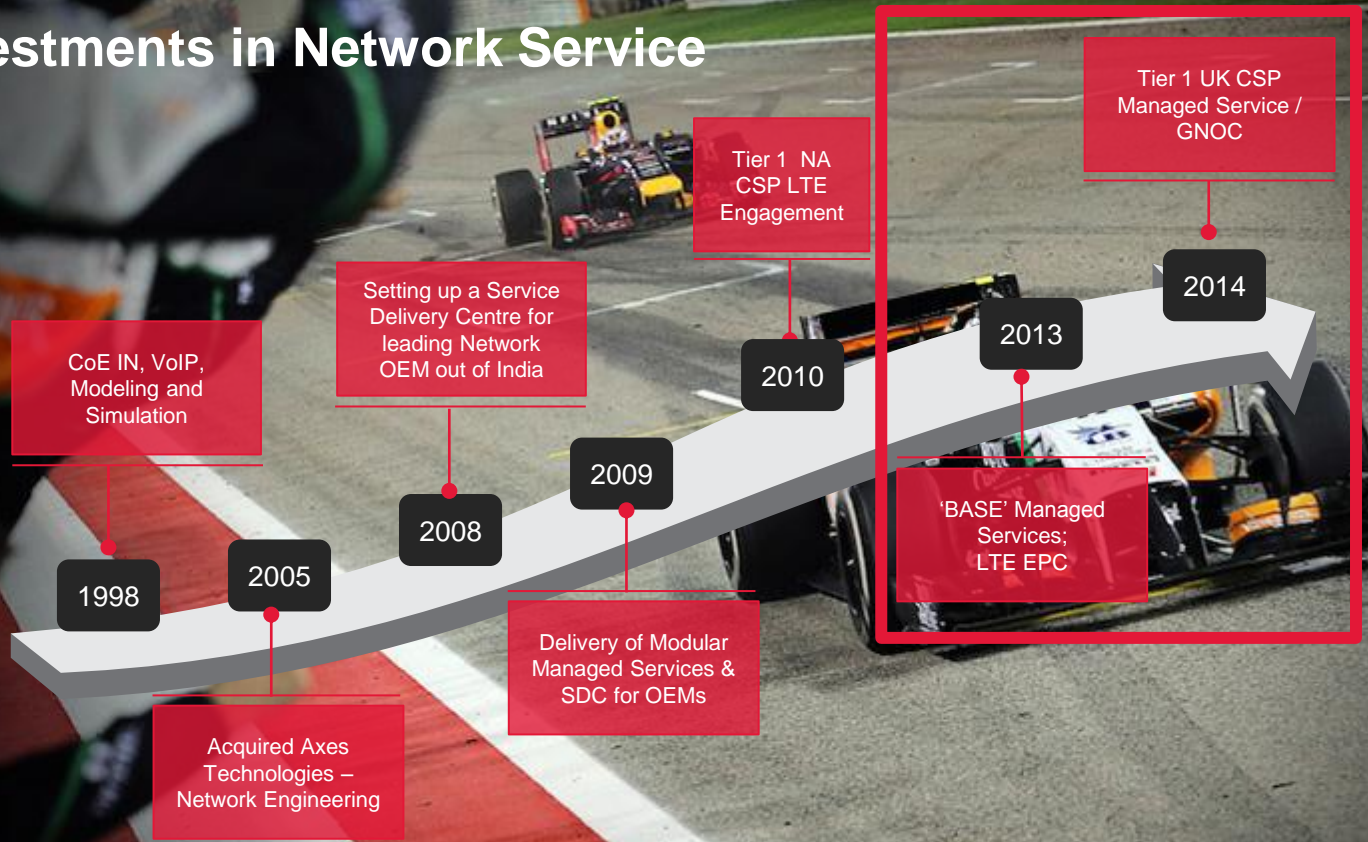 estments in Network Service
Tier 1 UK CSP
Managed Service /
GNOC
Tier 1 NA
CSP LTE
Engagement
Setting up a Service
Delivery Centre for
leading Network
OEM out of India
CoE IN, VoIP,
Modeling and
Simulation
2014
2013
2010
2009
2008
2005
1998
'BASE' Managed
Services;
LTE EPC
Delivery of Modular
Managed Services &
SDC for OEMs
Acquired Axes
Technologies –
Network Engineering